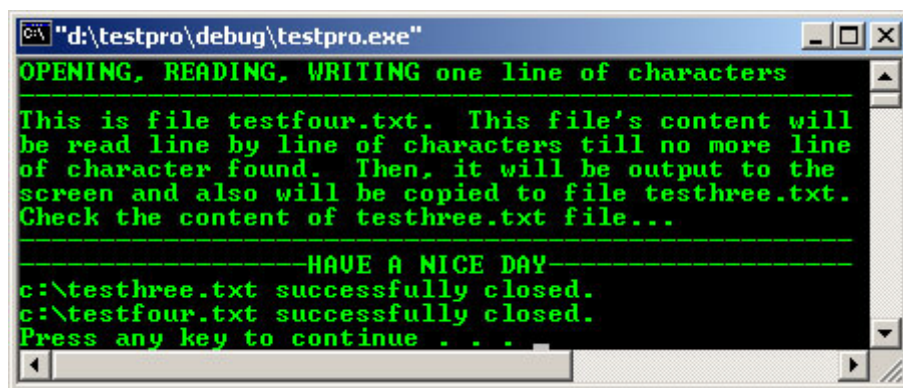 "d:\testpro\debug\testpro.exe"
OPENING, READING, WRITING one line of characters
----------------------------------------------------
This is file testfour.txt.  This file's content will
be read line by line of characters till no more line
of character found.  Then, it will be output to the
screen and also will be copied to file testhree.txt.
Check the content of testhree.txt file...
----------------------------------------------------
------------------HAVE A NICE DAY-------------------
c:\testhree.txt successfully closed.
c:\testfour.txt successfully closed.
Press any key to continue . . .